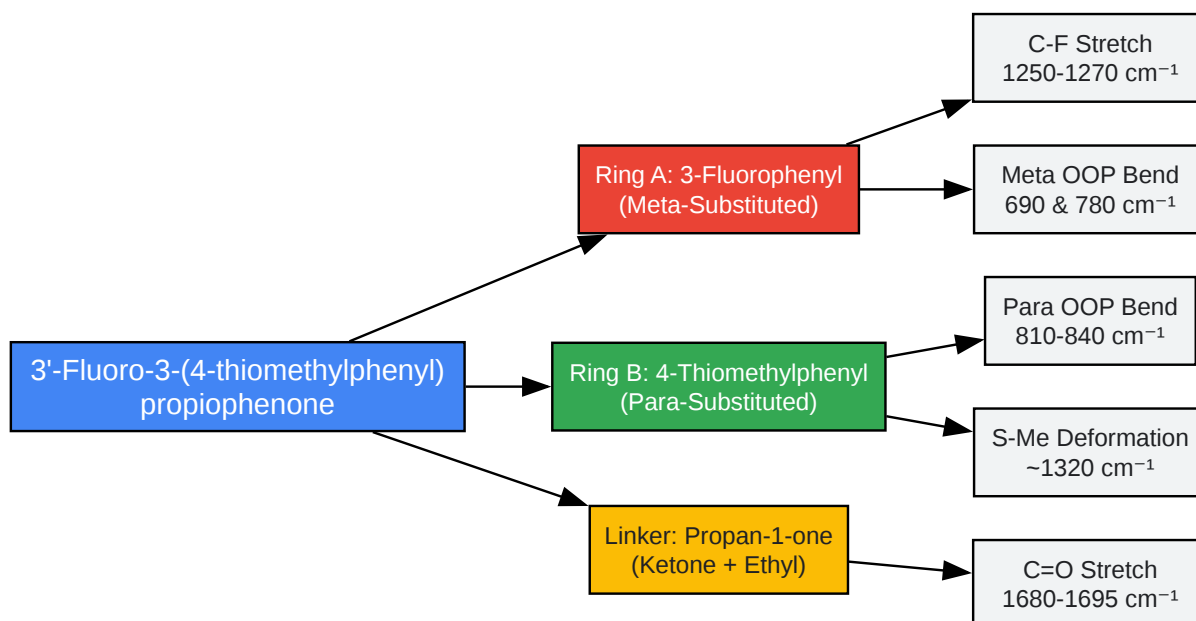 C-F Stretch
1250-1270 cm⁻¹
Ring A: 3-Fluorophenyl
(Meta-Substituted)
Meta OOP Bend
690 & 780 cm⁻¹
Para OOP Bend
810-840 cm⁻¹
3'-Fluoro-3-(4-thiomethylphenyl)
propiophenone
Ring B: 4-Thiomethylphenyl
(Para-Substituted)
S-Me Deformation
~1320 cm⁻¹
Linker: Propan-1-one
(Ketone + Ethyl)
C=O Stretch
1680-1695 cm⁻¹